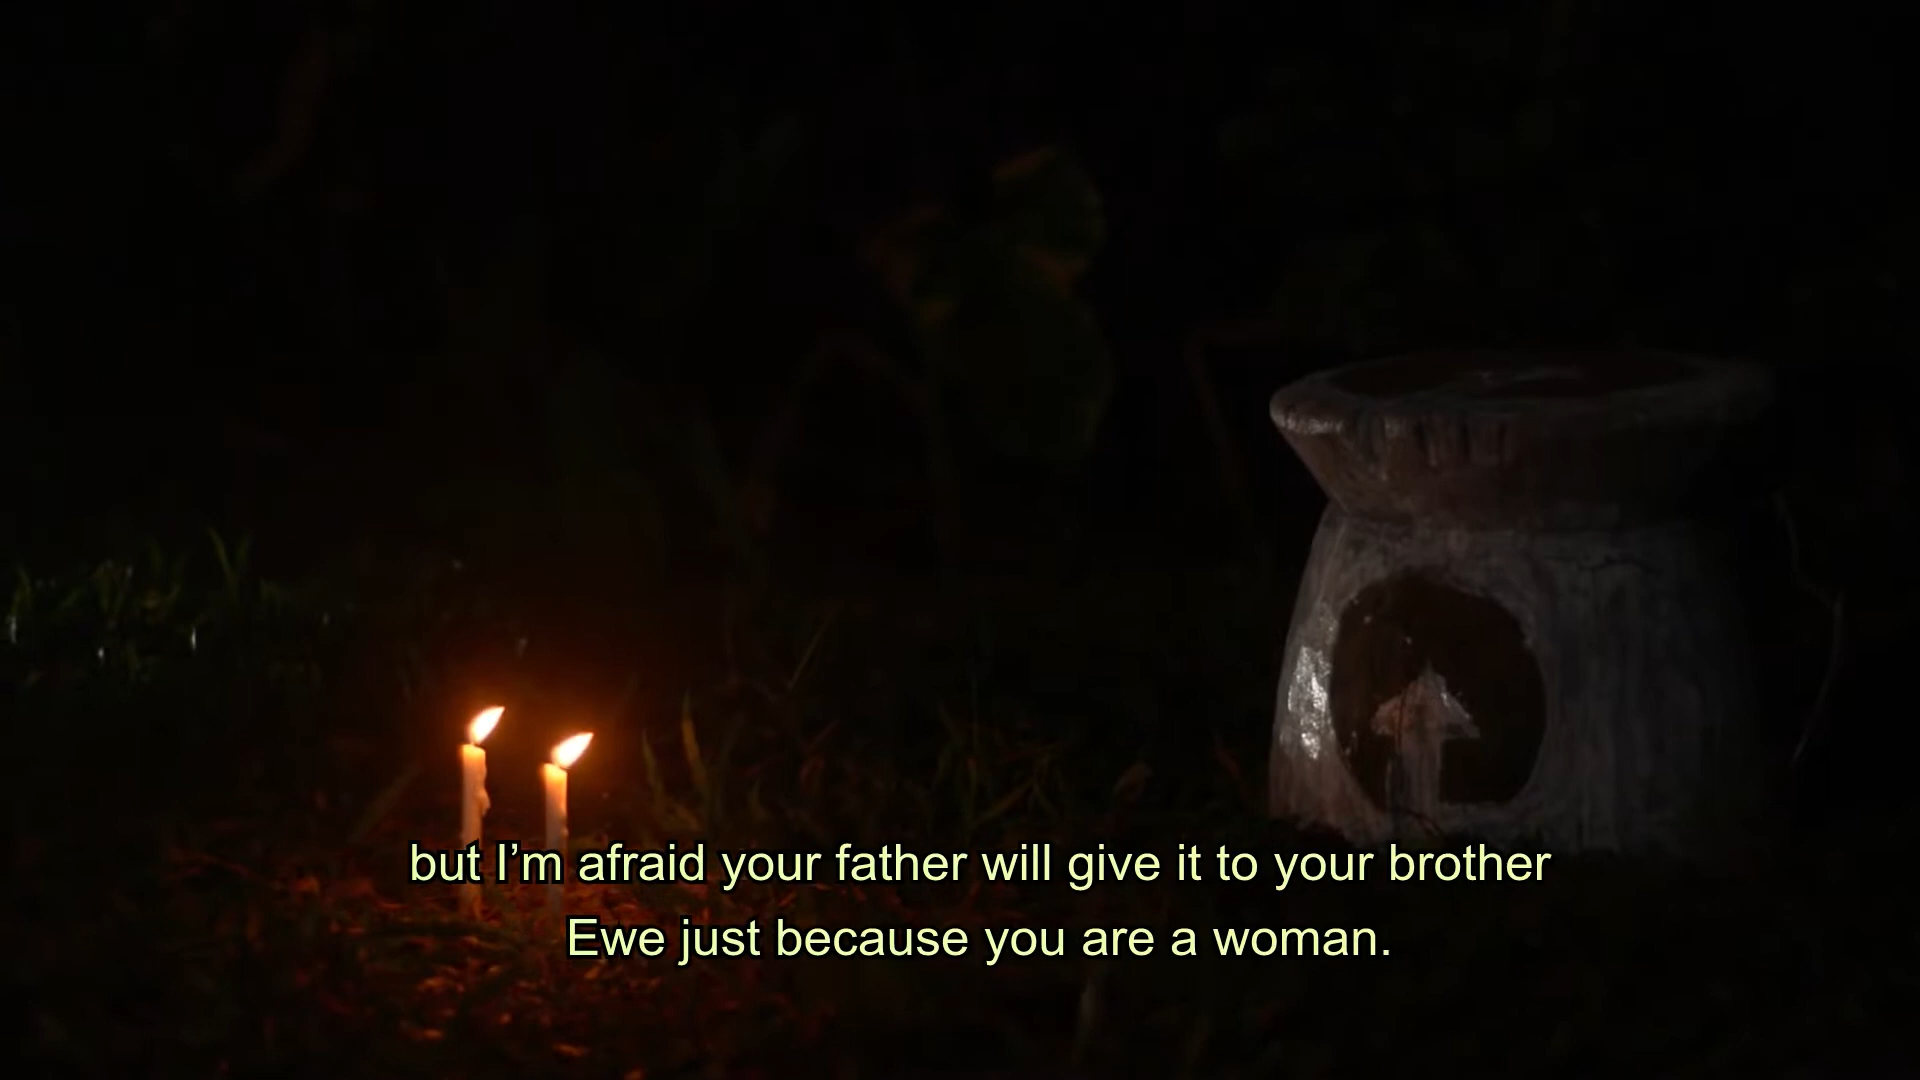 but I’m afraid your father will give it to your brother
Ewe just because you are a woman.